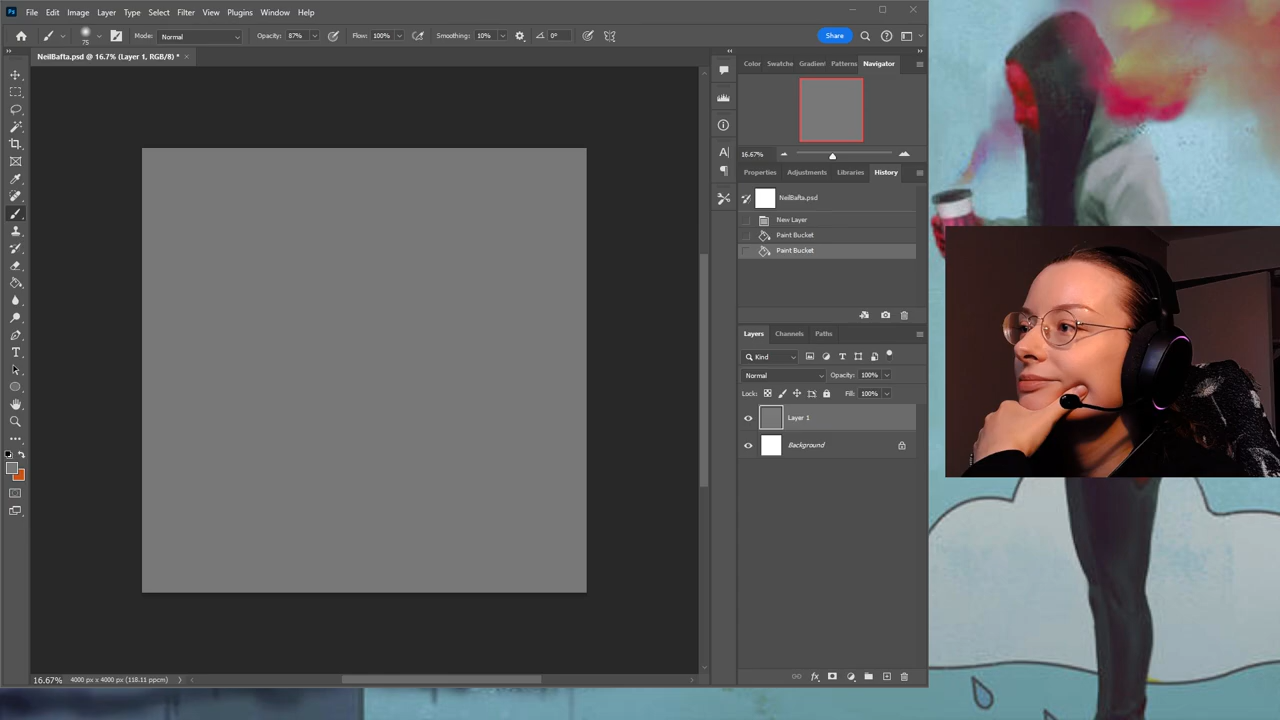 Ps File Edit Image Layer Type Select Filter View Plugins Window Help
75 Mode: Normal Opacity: 87% Flow: 100% Smoothing: 10% 0° Share
NeilBafta.psd @ 16.7% (Layer 1, RGB/8) *
Color Swatche Gradien Patterns Navigator
16.67%
Properties Adjustments Libraries History
NeilBafta.psd
New Layer
Paint Bucket
Paint Bucket
Layers Channels Paths
Kind
Normal Opacity: 100%
Lock: Fill: 100%
Layer 1
Background
16.67% 4000 px x 4000 px (118.11 ppcm)